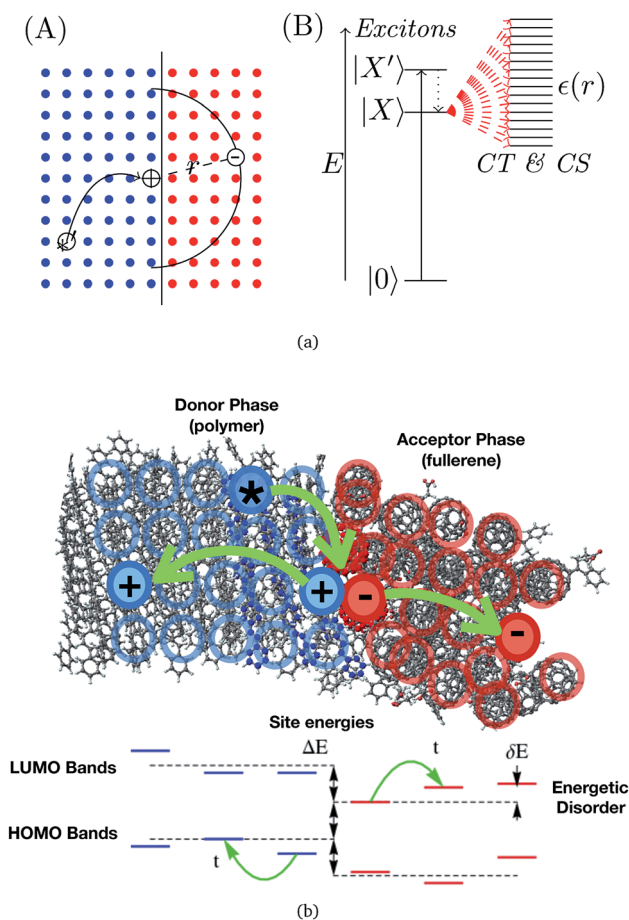 (A)
(B)
Excitons
|X′⟩
|X⟩
ϵ(r)
E
CT & CS
|0⟩
*′
+
-
r
(a)
Donor Phase
(polymer)
Acceptor Phase
(fullerene)
*
+
+
-
-
Site energies
ΔE
t
δE
LUMO Bands
Energetic
Disorder
HOMO Bands
t
(b)